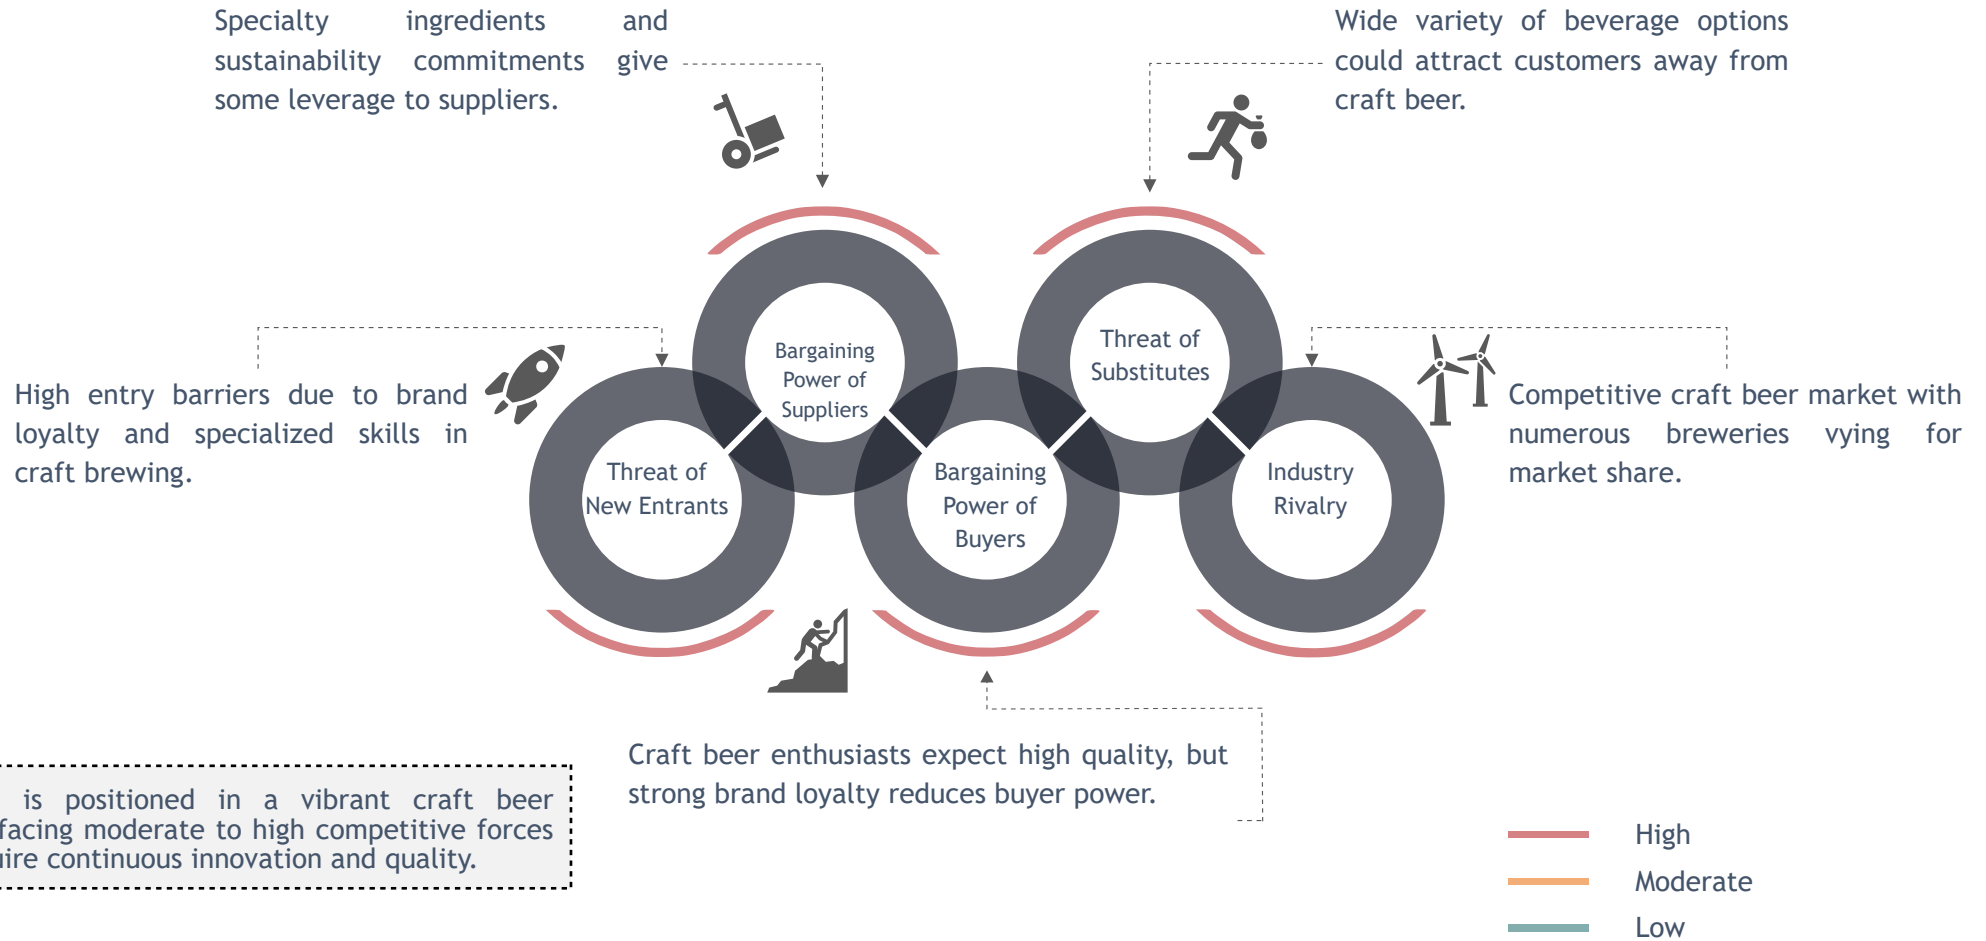 Specialty ingredients and
sustainability commitments give
some leverage to suppliers.
Wide variety of beverage options
could attract customers away from
craft beer.
High entry barriers due to brand
loyalty and specialized skills in
craft brewing.
Bargaining
Power of
Suppliers
Threat of
Substitutes
Competitive craft beer market with
numerous breweries vying for
market share.
Threat of
New Entrants
Bargaining
Power of
Buyers
Industry
Rivalry
Craft beer enthusiasts expect high quality, but
strong brand loyalty reduces buyer power.
is positioned in a vibrant craft beer
facing moderate to high competitive forces
continuous innovation and quality.
High
Moderate
Low